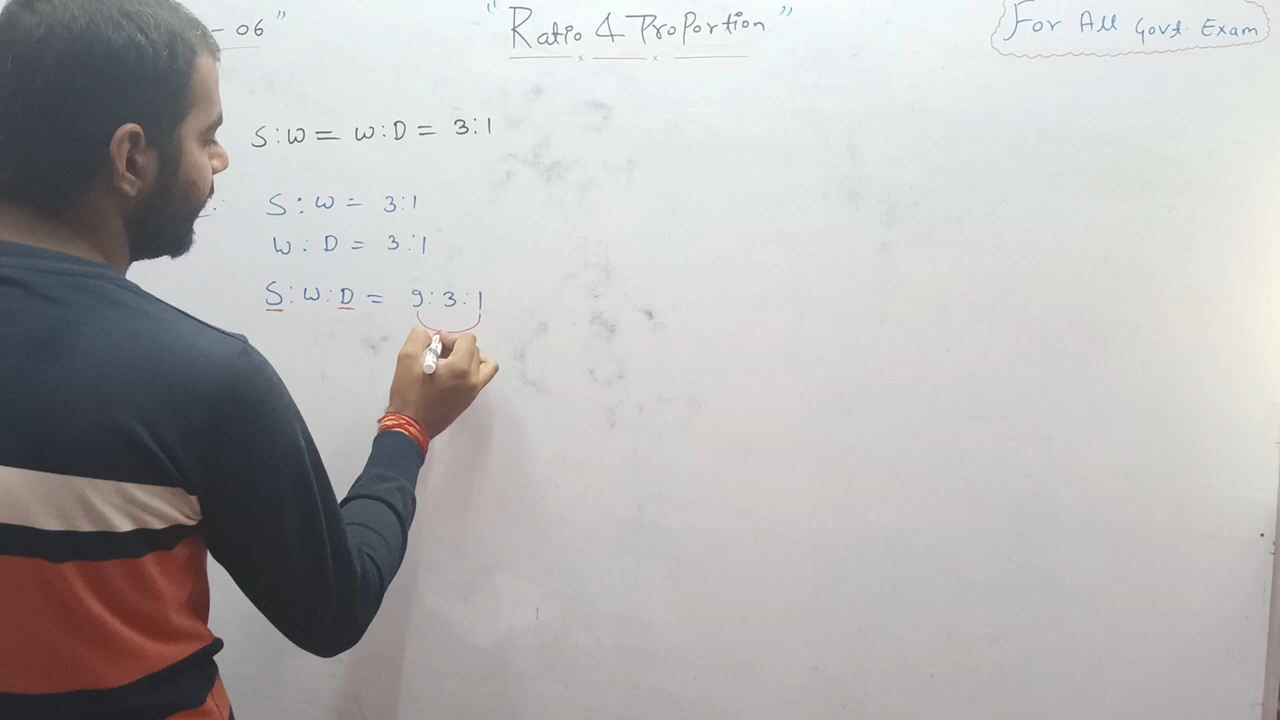 - 06"
"Ratio & Proportion"
For All Govt. Exam
S:W = W:D = 3:1
S:W = 3:1
W:D = 3:1
S:W:D = 9:3:1